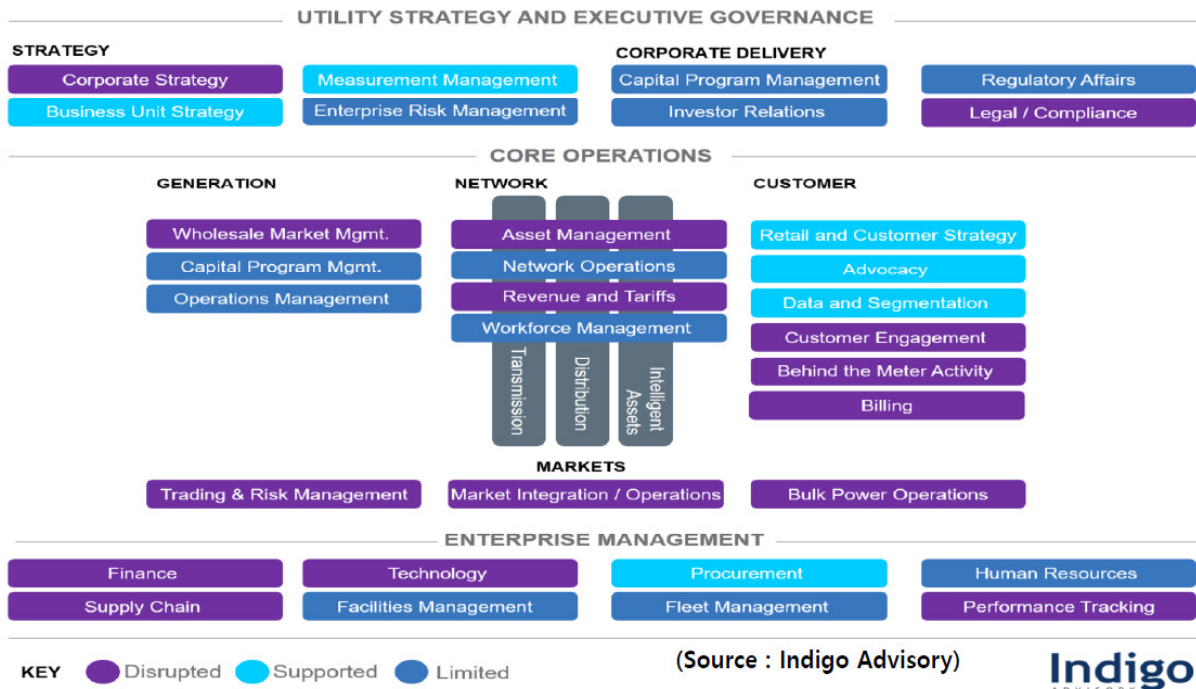 UTILITY STRATEGY AND EXECUTIVE GOVERNANCE
STRATEGY
CORPORATE DELIVERY
Corporate Strategy
Measurement Management
Capital Program Management
Regulatory Affairs
Business Unit Strategy
Enterprise Risk Management
Investor Relations
Legal / Compliance
CORE OPERATIONS
GENERATION
NETWORK
CUSTOMER
Wholesale Market Mgmt.
Capital Program Mgmt.
Operations Management
Asset Management
Network Operations
Revenue and Tariffs
Workforce Management
Transmission
Distribution
Intelligent
Assets
Retail and Customer Strategy
Advocacy
Data and Segmentation
Customer Engagement
Behind the Meter Activity
Billing
MARKETS
Trading & Risk Management
Market Integration / Operations
Bulk Power Operations
ENTERPRISE MANAGEMENT
Finance
Technology
Procurement
Human Resources
Supply Chain
Facilities Management
Fleet Management
Performance Tracking
KEY
Disrupted
Supported
Limited
(Source : Indigo Advisory)
Indigo